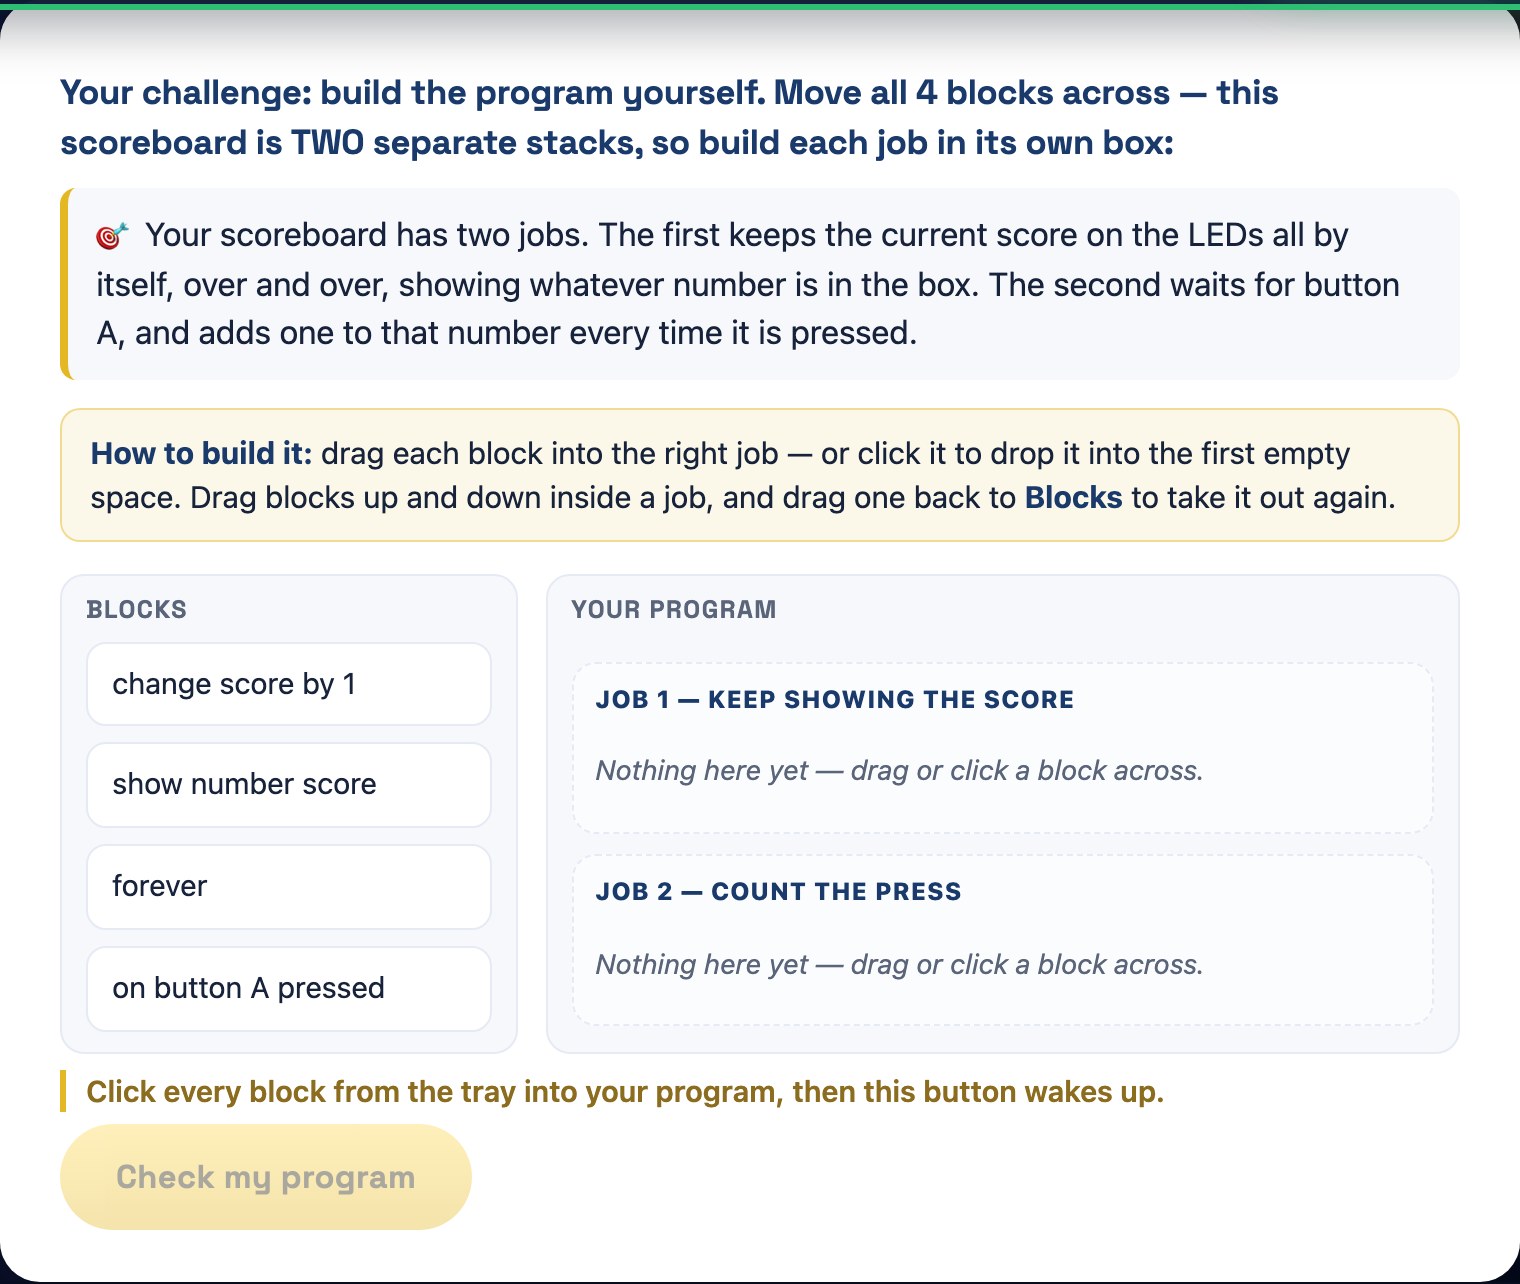 Your challenge: build the program yourself. Move all 4 blocks across — this
scoreboard is TWO separate stacks, so build each job in its own box:
🎯 Your scoreboard has two jobs. The first keeps the current score on the LEDs all by
itself, over and over, showing whatever number is in the box. The second waits for button
A, and adds one to that number every time it is pressed.
How to build it: drag each block into the right job — or click it to drop it into the first empty
space. Drag blocks up and down inside a job, and drag one back to Blocks to take it out again.
BLOCKS
change score by 1
show number score
forever
on button A pressed
YOUR PROGRAM
JOB 1 — KEEP SHOWING THE SCORE
Nothing here yet — drag or click a block across.
JOB 2 — COUNT THE PRESS
Nothing here yet — drag or click a block across.
Click every block from the tray into your program, then this button wakes up.
Check my program